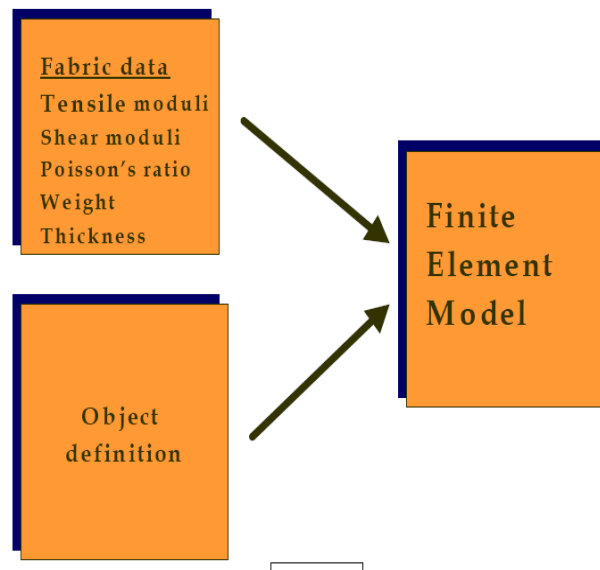 Fabric data
Tensile moduli
Shear moduli
Poisson's ratio
Weight
Thickness
Object
definition
Finite
Element
Model